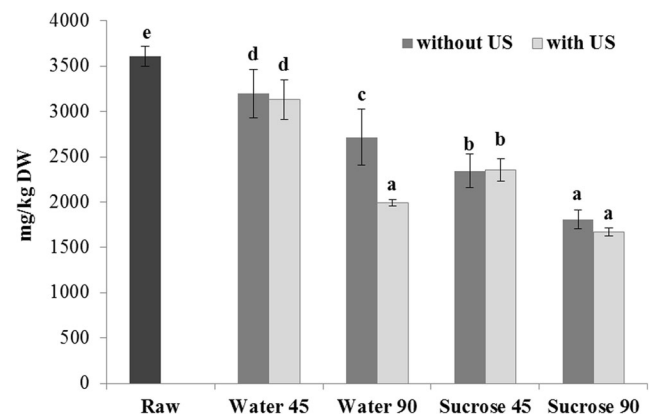 4000
3500
3000
2500
2000
1500
1000
500
0
mg/kg DW
without US with US
e
d d
c
a
b b
a a
Raw Water 45 Water 90 Sucrose 45 Sucrose 90